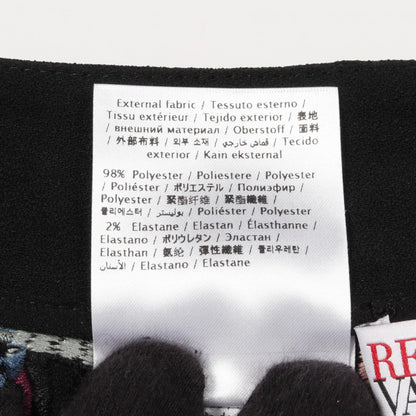 External fabric / Tessuto esterno /
Tissu extérieur / Tejido exterior / 表地
/ внешний материал / Oberstoff / 面料
/ 外部布料 / 외부 소재 / قماش خارجي / Tecido
exterior / Kain eksternal
98% Polyester / Poliestere / Polyester
/ Poliéster / ポリエステル / Полиэфир /
Polyester / 聚酯纤维 / 聚酯纖維 /
폴리에스터 / بوليستر / Poliester / Polyester
2% Elastane / Elastan / Élasthanne /
Elastano / ポリウレタン / Эластан /
Elasthan / 氨纶 / 彈性纖維 / 폴리우레탄 /
الأستان / Elastano / Elastane
RE
VA